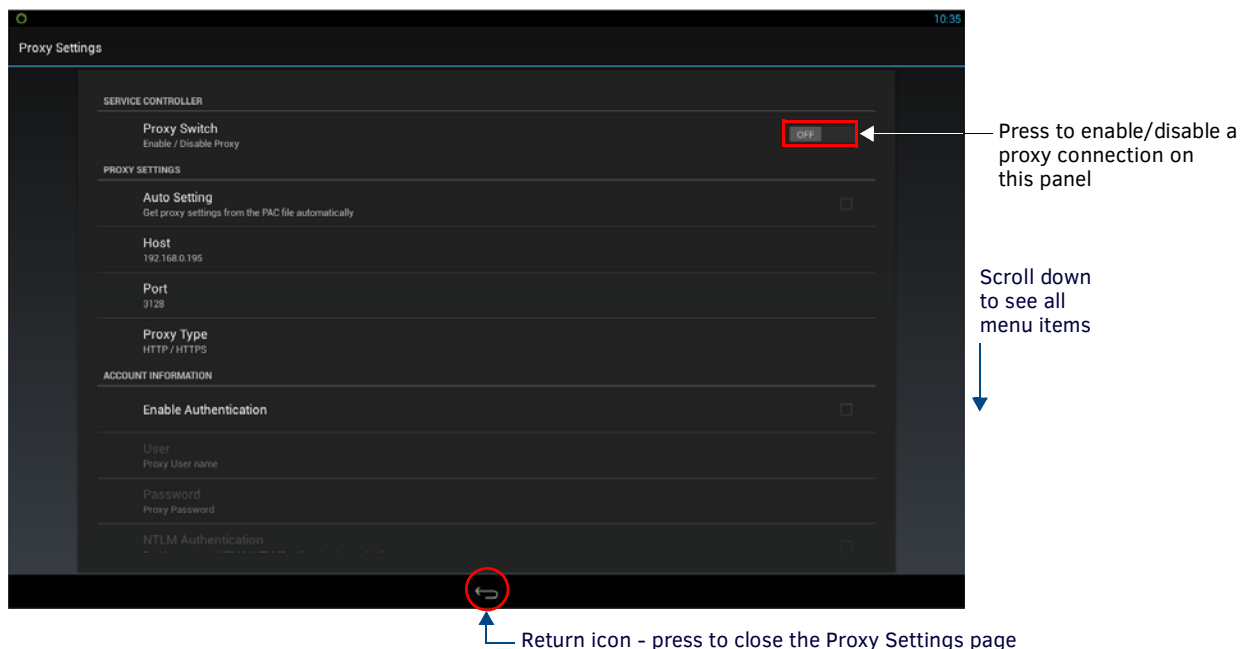 10:35
Proxy Settings
SERVICE CONTROLLER
Proxy Switch
Enable / Disable Proxy
OFF
Press to enable/disable a
proxy connection on
this panel
PROXY SETTINGS
Auto Setting
Get proxy settings from the PAC file automatically
Host
192.168.0.195
Port
3128
Proxy Type
HTTP / HTTPS
Scroll down
to see all
menu items
ACCOUNT INFORMATION
Enable Authentication
User
Proxy User name
Password
Proxy Password
NTLM Authentication
Return icon - press to close the Proxy Settings page